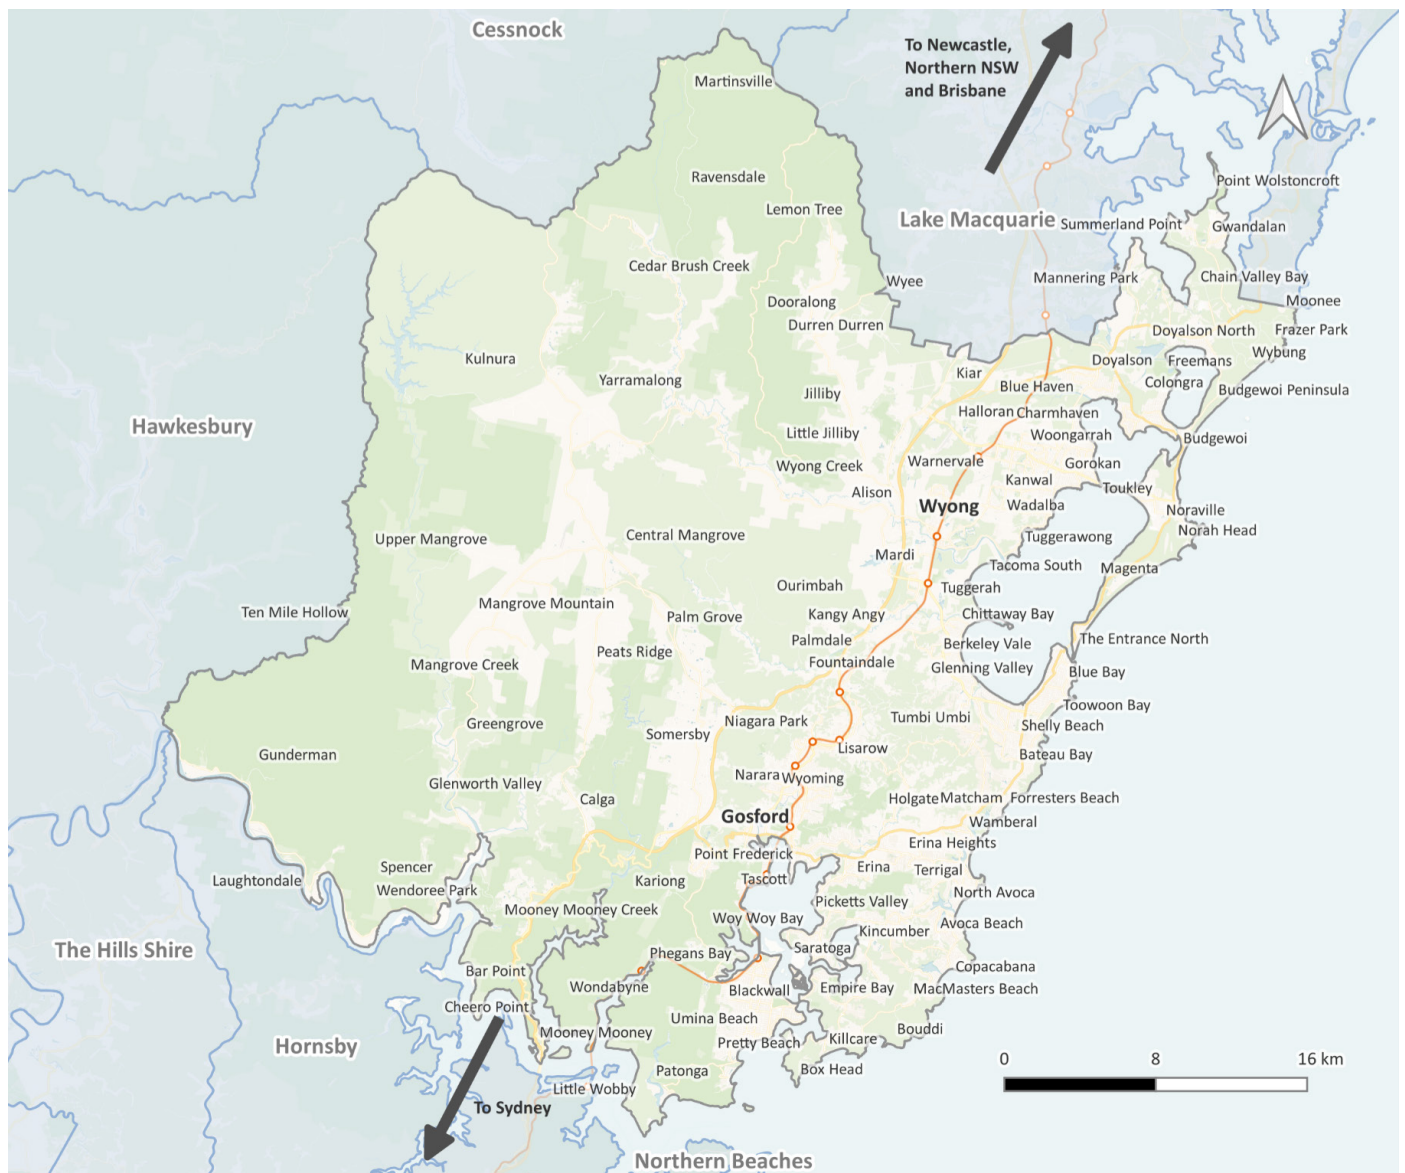 Cessnock
To Newcastle,
Northern NSW
and Brisbane
Martinsville
Ravensdale
Point Wolstoncroft
Lemon Tree
Lake Macquarie
Summerland Point
Gwandalan
Cedar Brush Creek
Wyee
Mannering Park
Chain Valley Bay
Dooralong
Moonee
Durren Durren
Doyalson North
Frazer Park
Kulnura
Doyalson
Freemans
Wybung
Kiar
Yarramalong
Blue Haven
Colongra
Budgewoi Peninsula
Jilliby
Halloran
Charmhaven
Hawkesbury
Little Jilliby
Woongarrah
Budgewoi
Wyong Creek
Warnervale
Gorokan
Kanwal
Toukley
Alison
Wyong
Wadalba
Noraville
Norah Head
Upper Mangrove
Central Mangrove
Tuggerawong
Mardi
Tacoma South
Magenta
Ourimbah
Tuggerah
Ten Mile Hollow
Mangrove Mountain
Palm Grove
Kangy Angy
Chittaway Bay
Palmdale
Berkeley Vale
The Entrance North
Peats Ridge
Mangrove Creek
Fountaindale
Glenning Valley
Blue Bay
Toowoon Bay
Greengrove
Niagara Park
Tumbi Umbi
Shelly Beach
Somersby
Lisarow
Gunderman
Bateau Bay
Glenworth Valley
Narara
Wyoming
Calga
Holgate
Matcham
Forresters Beach
Gosford
Wamberal
Erina Heights
Point Frederick
Spencer
Erina
Terrigal
Laughtondale
Wendoree Park
Kariong
Tascott
North Avoca
Mooney Mooney Creek
Picketts Valley
Woy Woy Bay
Avoca Beach
Kincumber
The Hills Shire
Phegans Bay
Saratoga
Bar Point
Copacabana
Wondabyne
Blackwall
Empire Bay
MacMasters Beach
Cheero Point
Umina Beach
Bouddi
Mooney Mooney
Pretty Beach
Killcare
Hornsby
Patonga
Box Head
0 8 16 km
Little Wobby
To Sydney
Northern Beaches